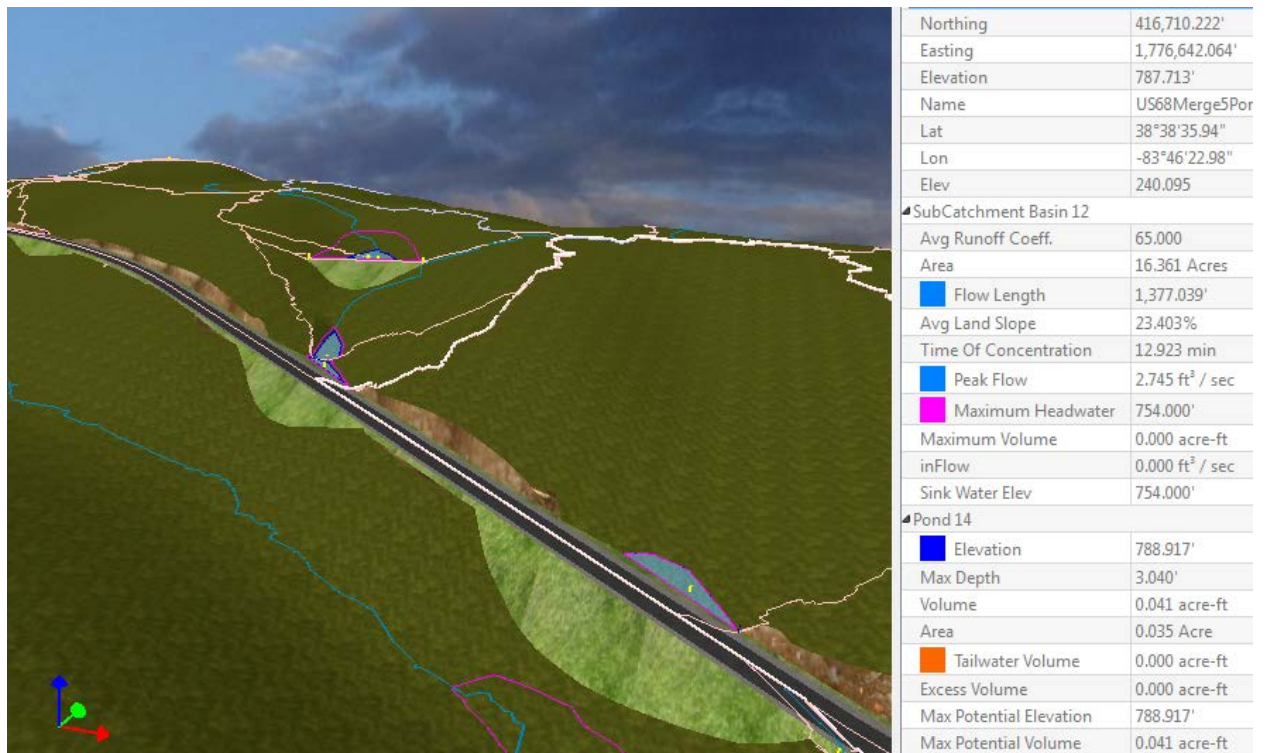 Northing 416,710.222'
Easting 1,776,642.064'
Elevation 787.713'
Name US68Merge5Por
Lat 38°38'35.94"
Lon -83°46'22.98"
Elev 240.095
SubCatchment Basin 12
Avg Runoff Coeff. 65.000
Area 16.361 Acres
Flow Length 1,377.039'
Avg Land Slope 23.403%
Time Of Concentration 12.923 min
Peak Flow 2.745 ft³ / sec
Maximum Headwater 754.000'
Maximum Volume 0.000 acre-ft
inFlow 0.000 ft³ / sec
Sink Water Elev 754.000'
Pond 14
Elevation 788.917'
Max Depth 3.040'
Volume 0.041 acre-ft
Area 0.035 Acre
Tailwater Volume 0.000 acre-ft
Excess Volume 0.000 acre-ft
Max Potential Elevation 788.917'
Max Potential Volume 0.041 acre-ft